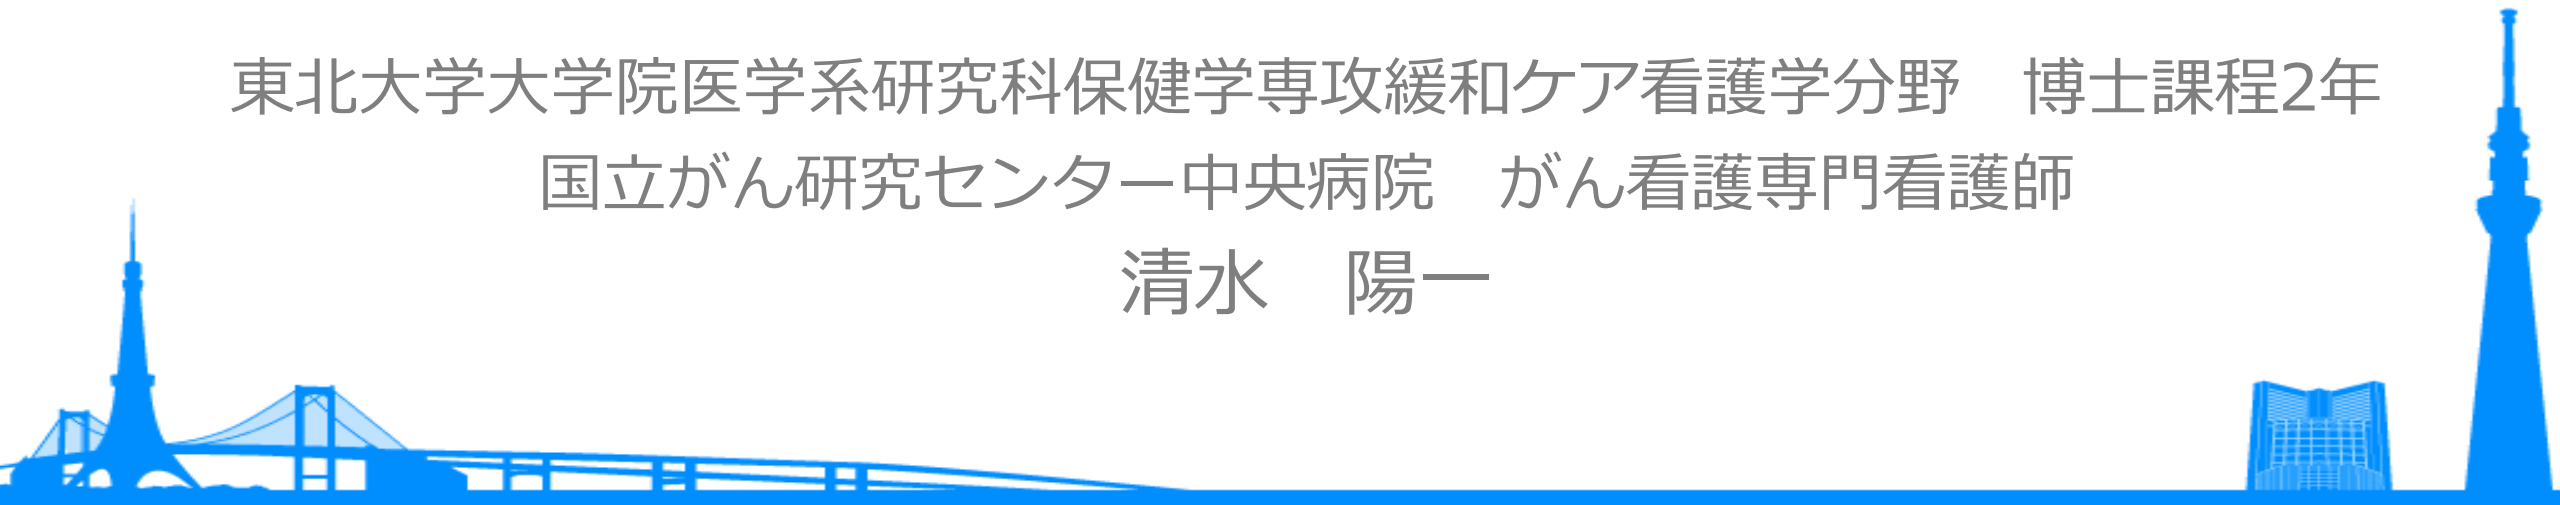 東北大学大学院医学系研究科保健学専攻緩和ケア看護学分野　博士課程2年
国立がん研究センター中央病院　がん看護専門看護師
清水　陽一